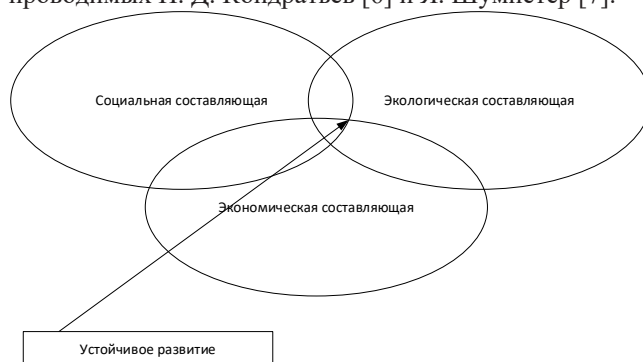 проводимых Н. Д. Кондратьев [6] и Й. Шумпетер [7].
Социальная составляющая
Экологическая составляющая
Экономическая составляющая
Устойчивое развитие